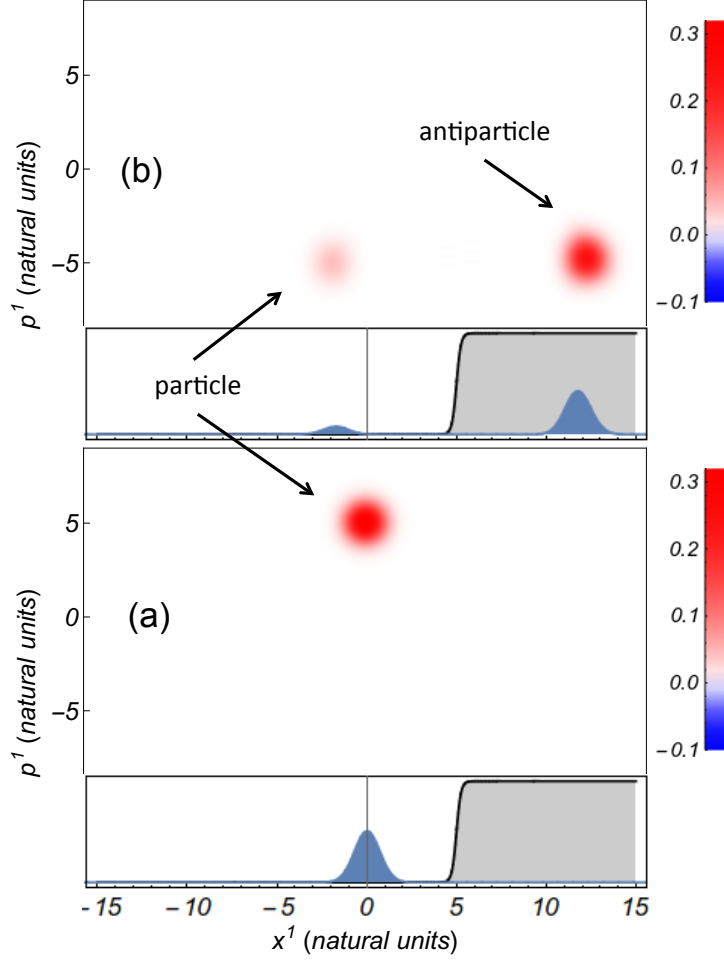 0.3
5
0.2
antiparticle
p¹ (natural units)
0
(b)
0.1
0.0
−5
−0.1
particle
0.3
5
0.2
p¹ (natural units)
0
(a)
0.1
0.0
−5
−0.1
-15 -10 -5 0 5 10 15
x¹ (natural units)